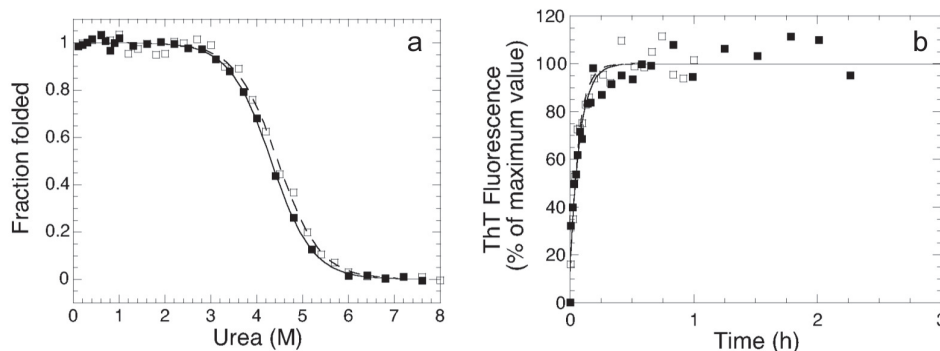 a
Fraction folded
1
0.8
0.6
0.4
0.2
0
0 1 2 3 4 5 6 7 8
Urea (M)
b
ThT Fluorescence
(% of maximum value)
120
100
80
60
40
20
0
0 1 2 3
Time (h)